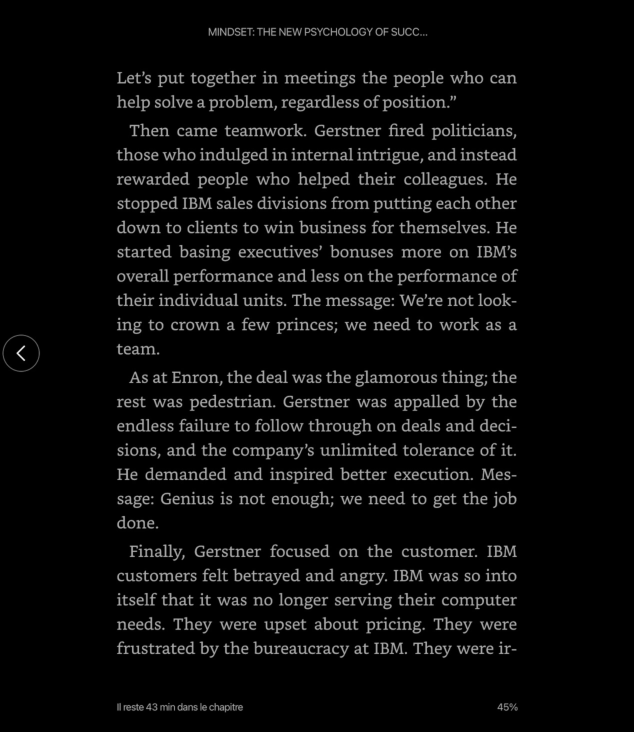 MINDSET: THE NEW PSYCHOLOGY OF SUCC...
Let’s put together in meetings the people who can
help solve a problem, regardless of position.”
Then came teamwork. Gerstner fired politicians,
those who indulged in internal intrigue, and instead
rewarded people who helped their colleagues. He
stopped IBM sales divisions from putting each other
down to clients to win business for themselves. He
started basing executives’ bonuses more on IBM’s
overall performance and less on the performance of
their individual units. The message: We’re not look-
ing to crown a few princes; we need to work as a
team.
As at Enron, the deal was the glamorous thing; the
rest was pedestrian. Gerstner was appalled by the
endless failure to follow through on deals and deci-
sions, and the company’s unlimited tolerance of it.
He demanded and inspired better execution. Mes-
sage: Genius is not enough; we need to get the job
done.
Finally, Gerstner focused on the customer. IBM
customers felt betrayed and angry. IBM was so into
itself that it was no longer serving their computer
needs. They were upset about pricing. They were
frustrated by the bureaucracy at IBM. They were ir-
Il reste 43 min dans le chapitre
45%